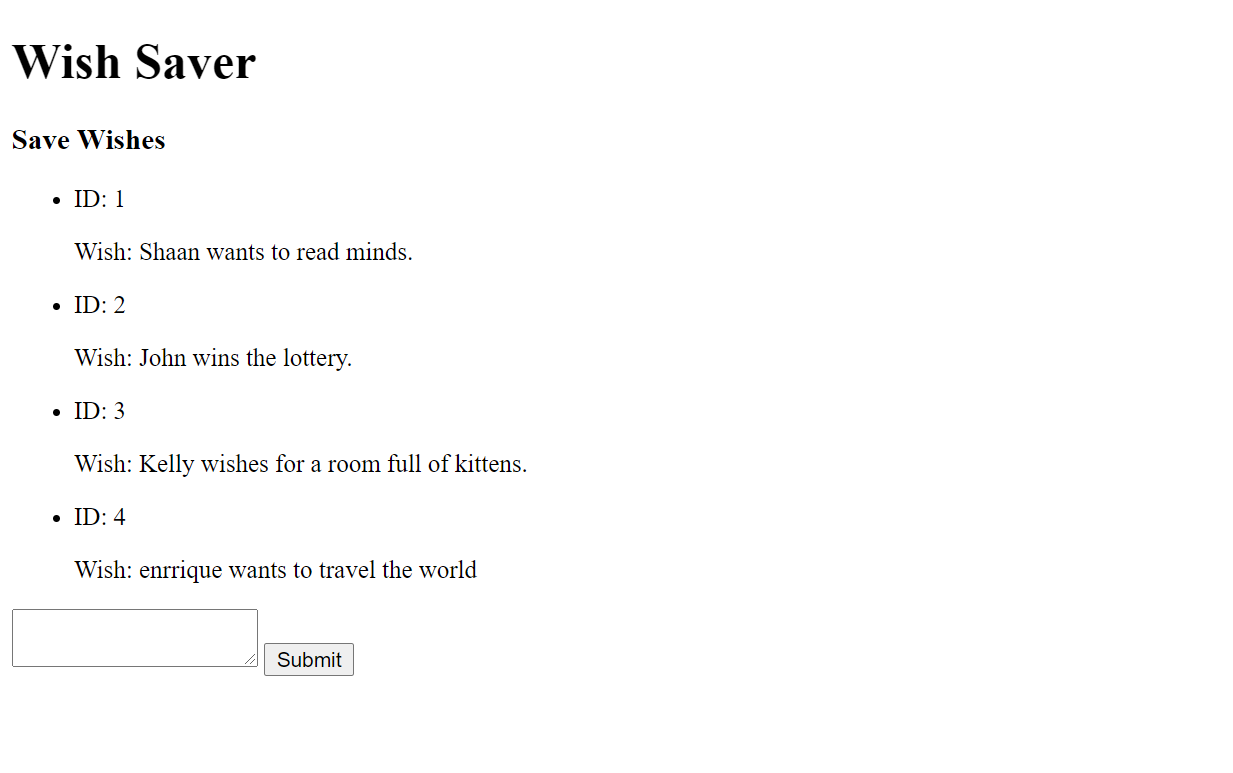 Wish Saver
Save Wishes
ID: 1
Wish: Shaan wants to read minds.
ID: 2
Wish: John wins the lottery.
ID: 3
Wish: Kelly wishes for a room full of kittens.
ID: 4
Wish: enrrique wants to travel the world
Submit